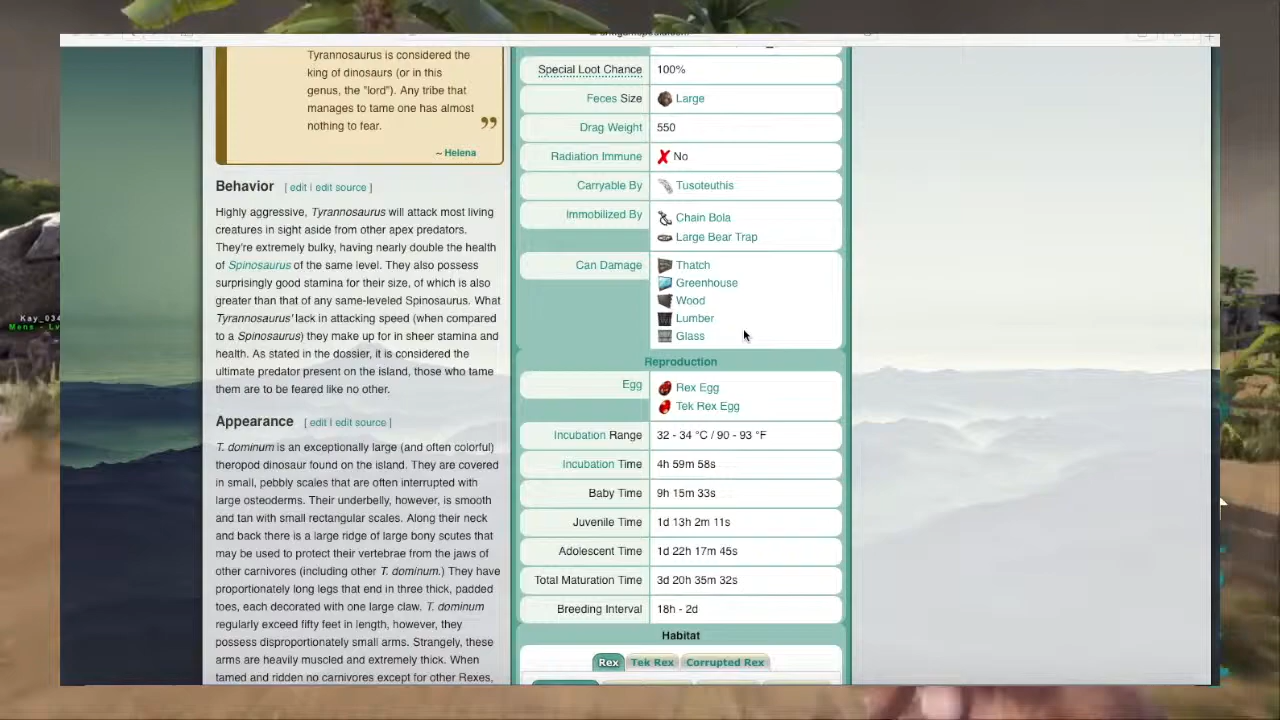 Tyrannosaurus is considered the
king of dinosaurs (or in this
genus, the "lord"). Any tribe that
manages to tame one has almost
nothing to fear.
”
~ Helena
Behavior [ edit | edit source ]
Highly aggressive, Tyrannosaurus will attack most living
creatures in sight aside from other apex predators.
They're extremely bulky, having nearly double the health
of Spinosaurus of the same level. They also possess
surprisingly good stamina for their size, of which is also
greater than that of any same-leveled Spinosaurus. What
Tyrannosaurus' lack in attacking speed (when compared
to a Spinosaurus) they make up for in sheer stamina and
health. As stated in the dossier, it is considered the
ultimate predator present on the island, those who tame
them are to be feared like no other.
Appearance [ edit | edit source ]
T. dominum is an exceptionally large (and often colorful)
theropod dinosaur found on the island. They are covered
in small, pebbly scales that are often interrupted with
large osteoderms. Their underbelly, however, is smooth
and tan with small rectangular scales. Along their neck
and back there is a large ridge of large bony scutes that
may be used to protect their vertebrae from the jaws of
other carnivores (including other T. dominum.) They have
proportionately long legs that end in three thick, padded
toes, each decorated with one large claw. T. dominum
regularly exceed fifty feet in length, however, they
possess disproportionately small arms. Strangely, these
arms are heavily muscled and extremely thick. When
tamed and ridden no carnivores except for other Rexes,
Special Loot Chance 100%
Feces Size Large
Drag Weight 550
Radiation Immune No
Carryable By Tusoteuthis
Immobilized By Chain Bola
Large Bear Trap
Can Damage Thatch
Greenhouse
Wood
Lumber
Glass
Reproduction
Egg Rex Egg
Tek Rex Egg
Incubation Range 32 - 34 °C / 90 - 93 °F
Incubation Time 4h 59m 58s
Baby Time 9h 15m 33s
Juvenile Time 1d 13h 2m 11s
Adolescent Time 1d 22h 17m 45s
Total Maturation Time 3d 20h 35m 32s
Breeding Interval 18h - 2d
Habitat
Rex Tek Rex Corrupted Rex
Kay_034